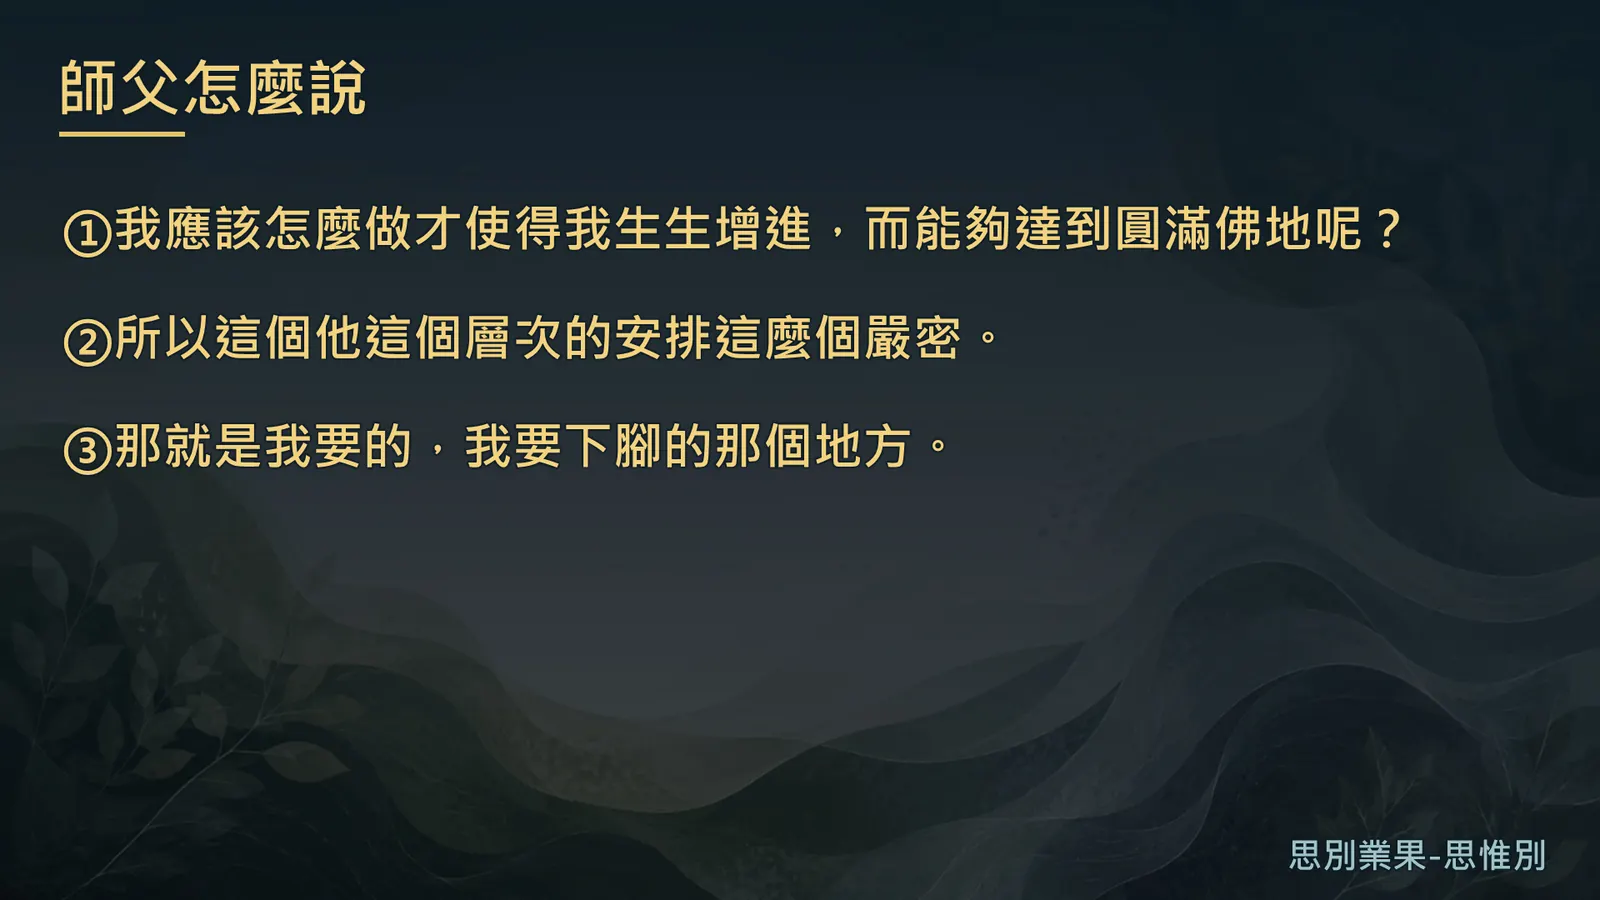 師父怎麼說
①我應該怎麼做才使得我生生增進，而能夠達到圓滿佛地呢？
②所以這個他這個層次的安排這麼個嚴密。
③那就是我要的，我要下腳的那個地方。
思別業果-思惟別